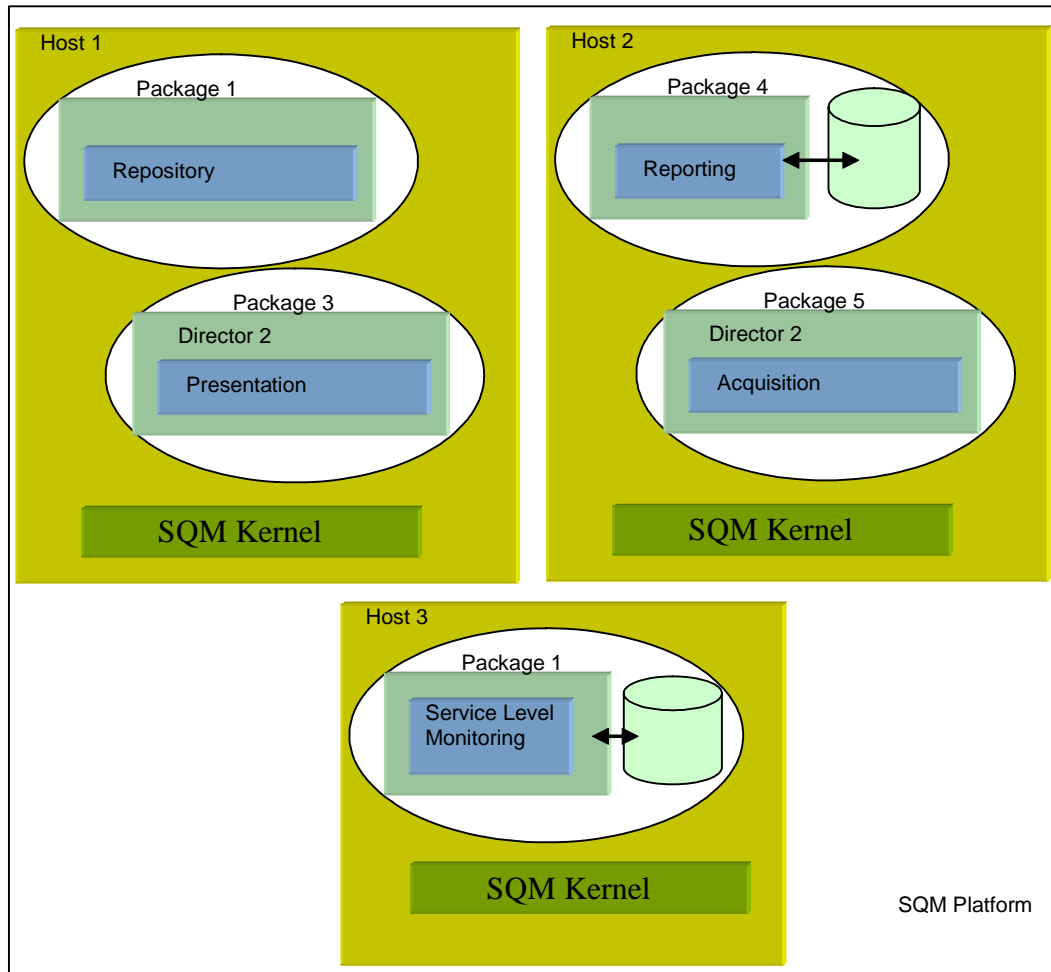 Host 1
Package 1
Repository
Package 3
Director 2
Presentation
SQM Kernel
Host 2
Package 4
Reporting
Package 5
Director 2
Acquisition
SQM Kernel
Host 3
Package 1
Service Level
Monitoring
SQM Kernel
SQM Platform